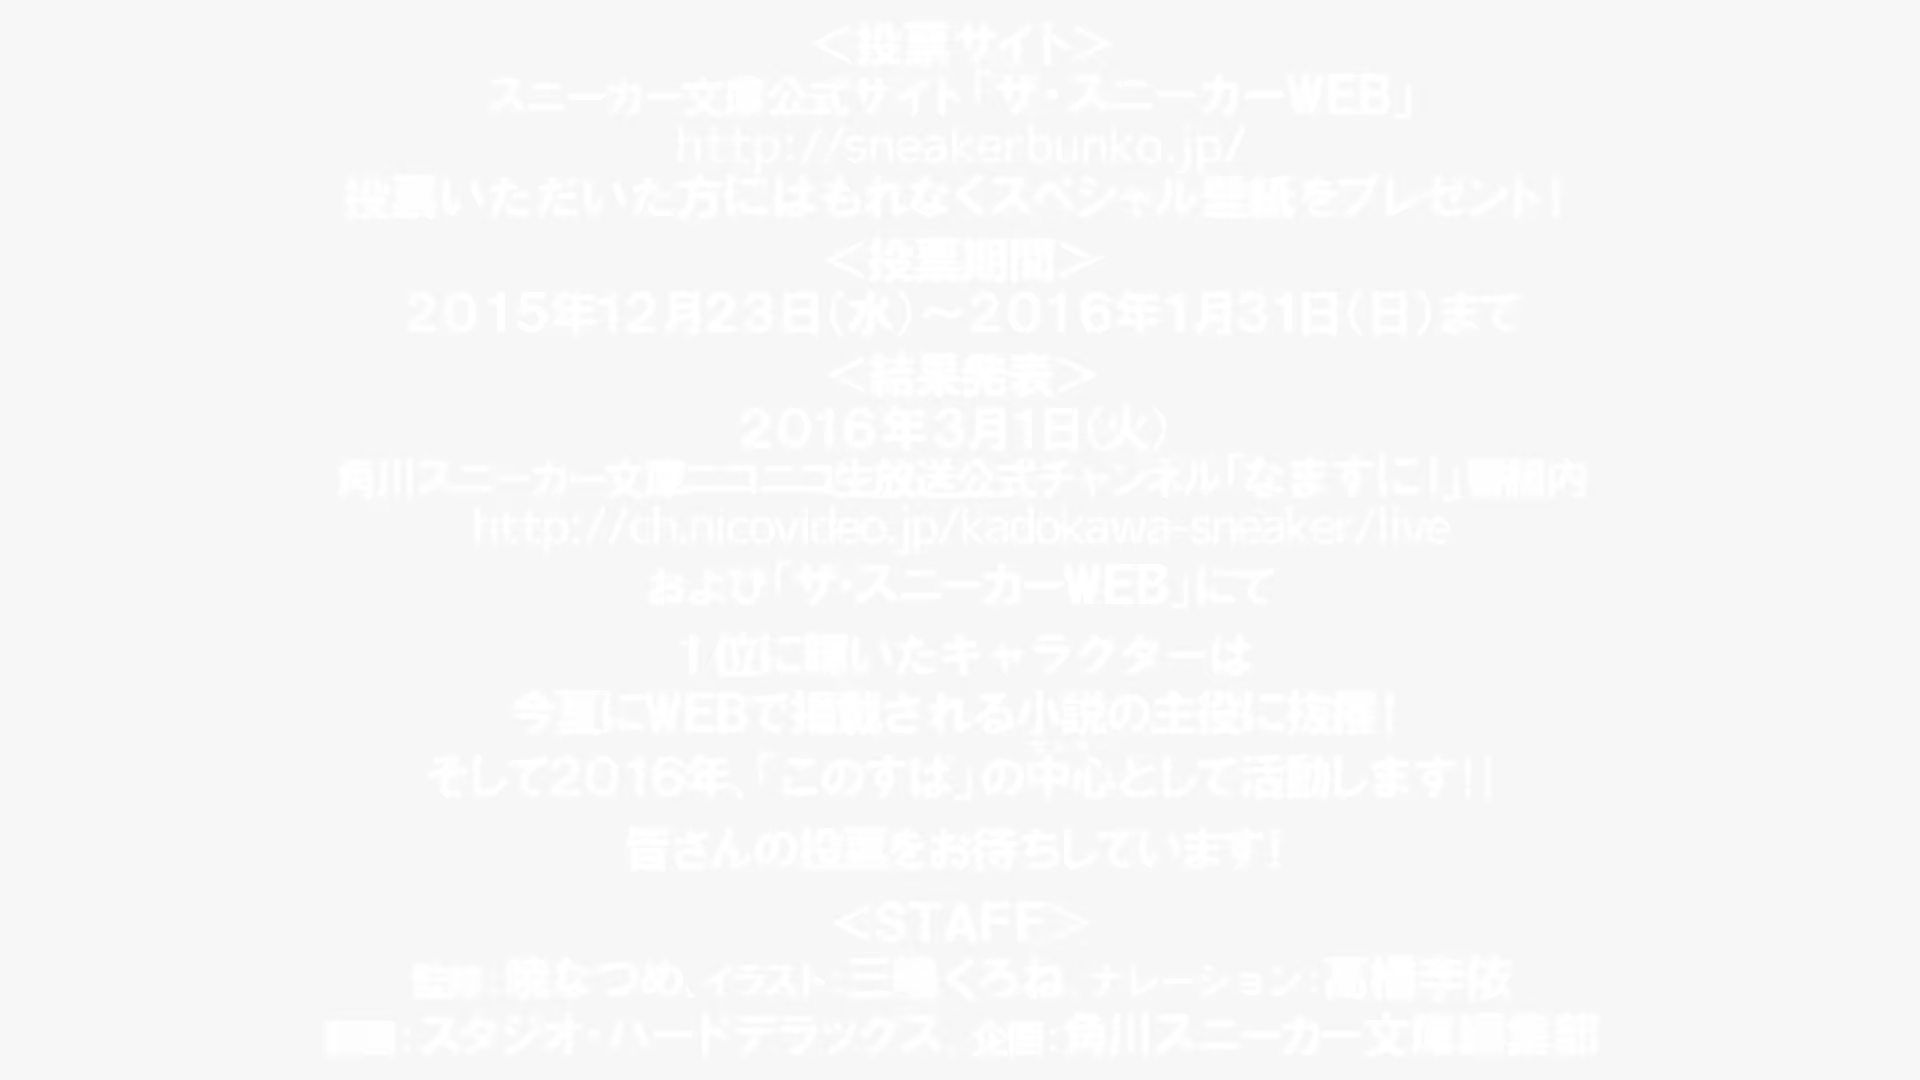 ＜投票サイト＞
スニーカー文庫公式サイト「ザ・スニーカーWEB」
http://sneakerbunko.jp/
投票いただいた方にはもれなくスペシャル壁紙をプレゼント!
＜投票期間＞
2015年12月23日(水)～2016年1月31日(日)まで
＜結果発表＞
2016年3月1日(火)
角川スニーカー文庫ニコニコ生放送公式チャンネル「なますに!」番組内
http://ch.nicovideo.jp/kadokawa-sneaker/live
および「ザ・スニーカーWEB」にて
1位に輝いたキャラクターは
今夏にWEBで掲載される小説の主役に抜擢!
そして2016年、「このすば」の中心として活動します!!
皆さんの投票をお待ちしています!
＜STAFF＞
監修：暁なつめ、イラスト：三嶋くろね、ナレーション：高橋李依
：スタジオ・ハードデラックス、企画：角川スニーカー文庫編集部